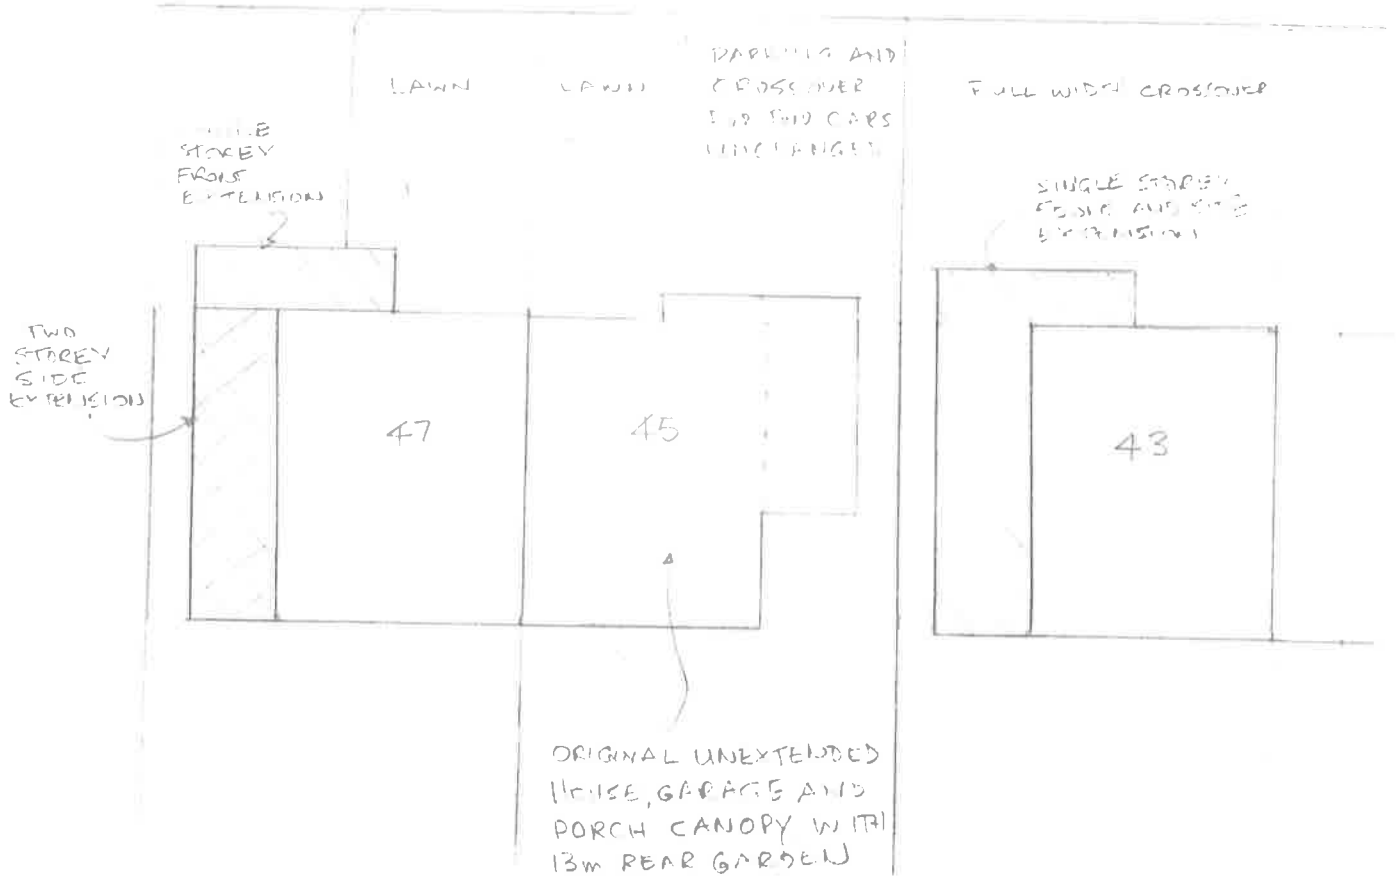 LAWN
LAWN
PARKING AND
CROSSOVER
FOR TWO CARS
UNCHANGED
FULL WIDTH CROSSOVER
STOREY
FRONT
EXTENSION
SINGLE STOREY
FRONT AND SIDE
EXTENSION
TWO
STOREY
SIDE
EXTENSION
47
45
43
ORIGINAL UNEXTENDED
HOUSE, GARAGE AND
PORCH CANOPY WITH
13m REAR GARDEN